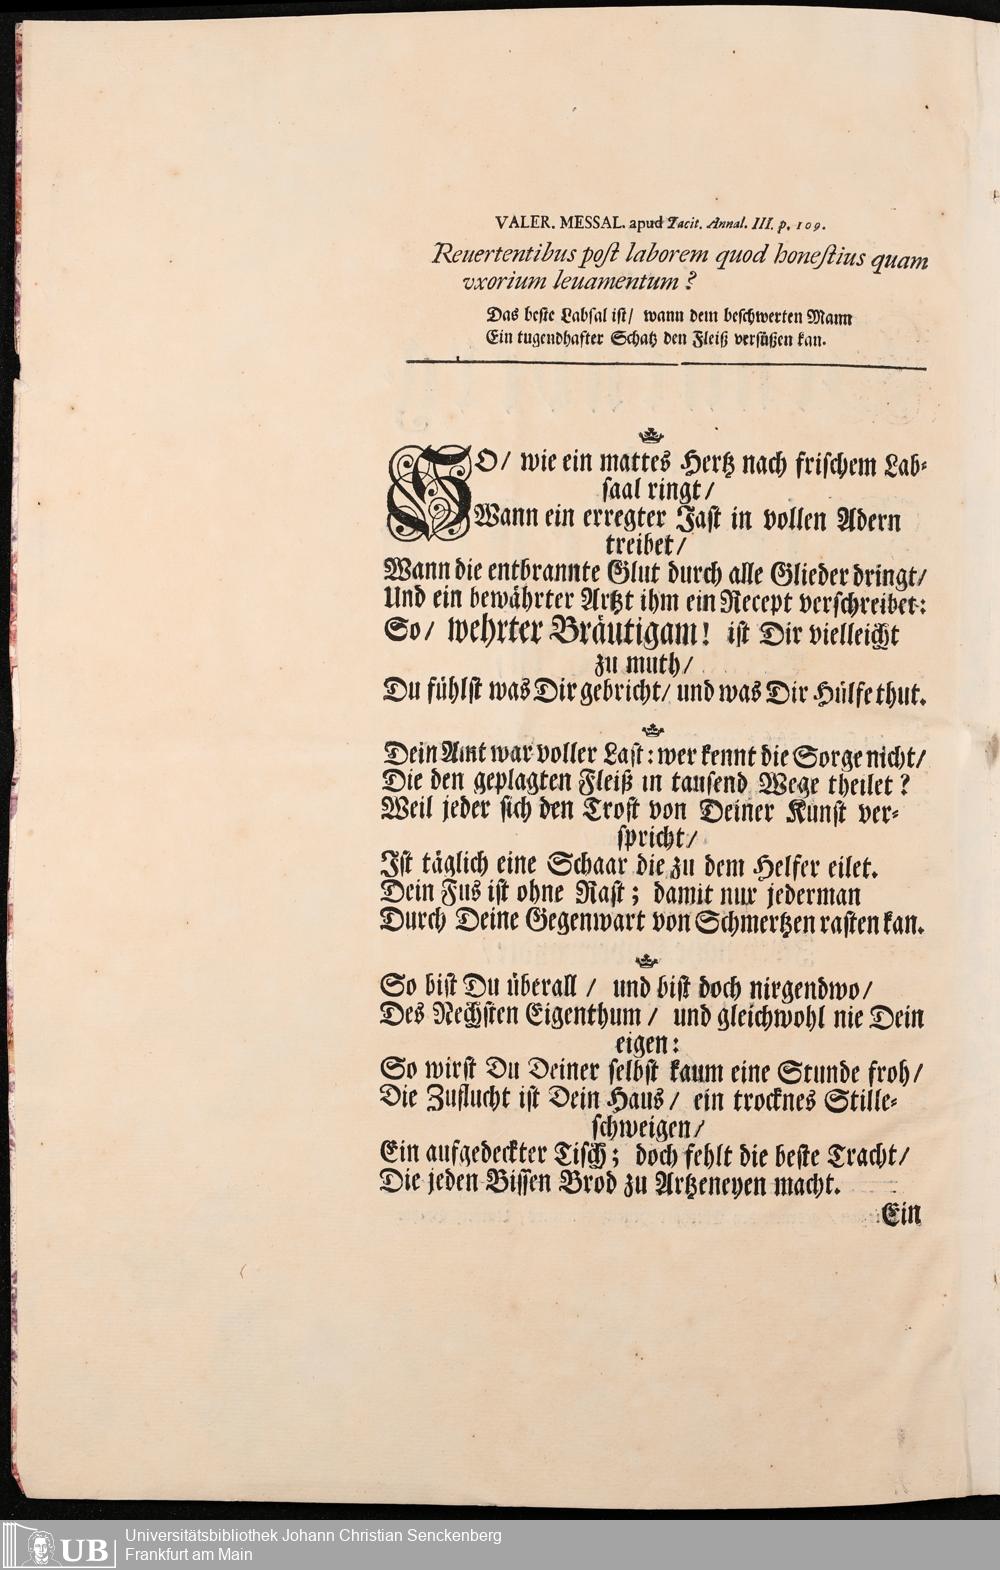 VALER. MESSAL. apud Tacit. Annal. III. p. 109.
Reuertentibus post laborem quod honestius quam
vxorium leuamentum?
Das beste Labsal ist/ wann dem beschwerten Mann
Ein tugendhafter Schatz den Fleiß versüßen kan.
SO/ wie ein mattes Hertz nach frischem Lab-
saal ringt/
Wann ein erregter Jast in vollen Adern
treibet/
Wann die entbrannte Glut durch alle Glieder dringt/
Und ein bewährter Artzt ihm ein Recept verschreibet:
So/ wehrter Bräutigam! ist Dir vielleicht
zu muth/
Du fühlst was Dir gebricht/ und was Dir Hülfe thut.
Dein Amt war voller Last: wer kennt die Sorge nicht/
Die den geplagten Fleiß in tausend Wege theilet?
Weil jeder sich den Trost von Deiner Kunst ver-
spricht/
Ist täglich eine Schaar die zu dem Helfer eilet.
Dein Fus ist ohne Rast; damit nur jederman
Durch Deine Gegenwart von Schmertzen rasten kan.
So bist Du überall/ und bist doch nirgendwo/
Des Nechsten Eigenthum/ und gleichwohl nie Dein
eigen:
So wirst Du Deiner selbst kaum eine Stunde froh/
Die Zuflucht ist Dein Haus/ ein trocknes Stille-
schweigen/
Ein aufgedeckter Tisch; doch fehlt die beste Tracht/
Die jeden Bissen Brod zu Artzeneyen macht.
Ein
UB
Universitätsbibliothek Johann Christian Senckenberg
Frankfurt am Main